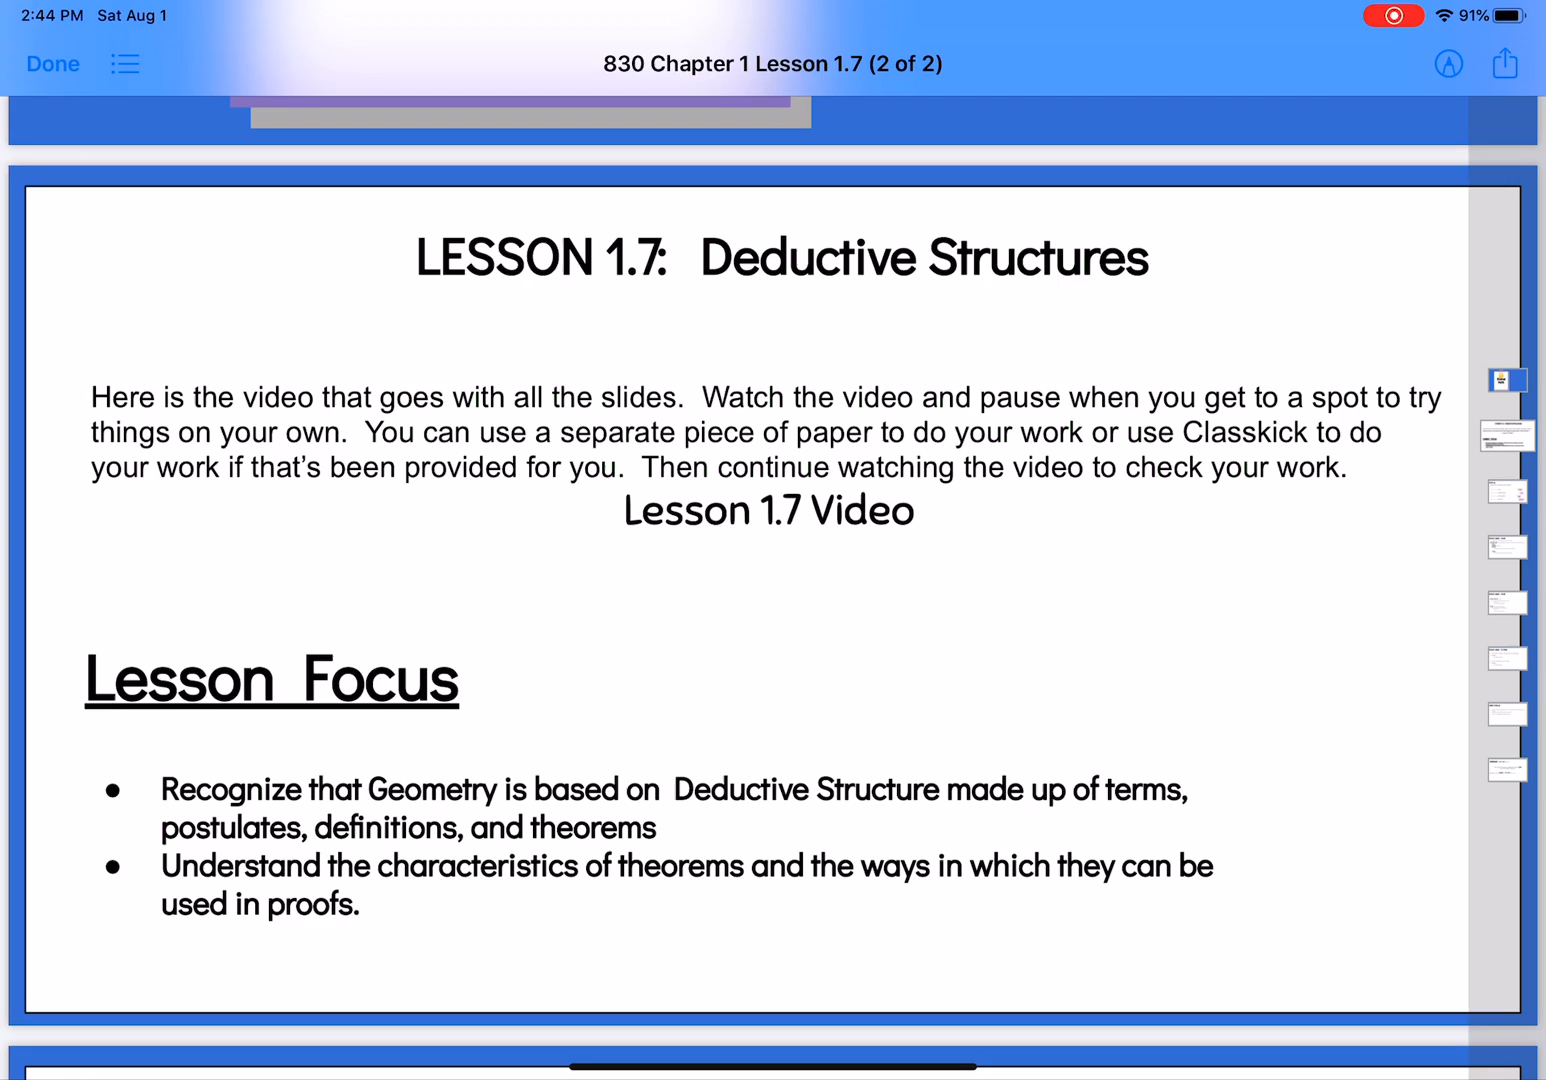 2:44 PM Sat Aug 1
91%
Done
830 Chapter 1 Lesson 1.7 (2 of 2)
LESSON 1.7: Deductive Structures
Here is the video that goes with all the slides. Watch the video and pause when you get to a spot to try
things on your own. You can use a separate piece of paper to do your work or use Classkick to do
your work if that's been provided for you. Then continue watching the video to check your work.
Lesson 1.7 Video
Lesson Focus
● Recognize that Geometry is based on Deductive Structure made up of terms,
postulates, definitions, and theorems
● Understand the characteristics of theorems and the ways in which they can be
used in proofs.